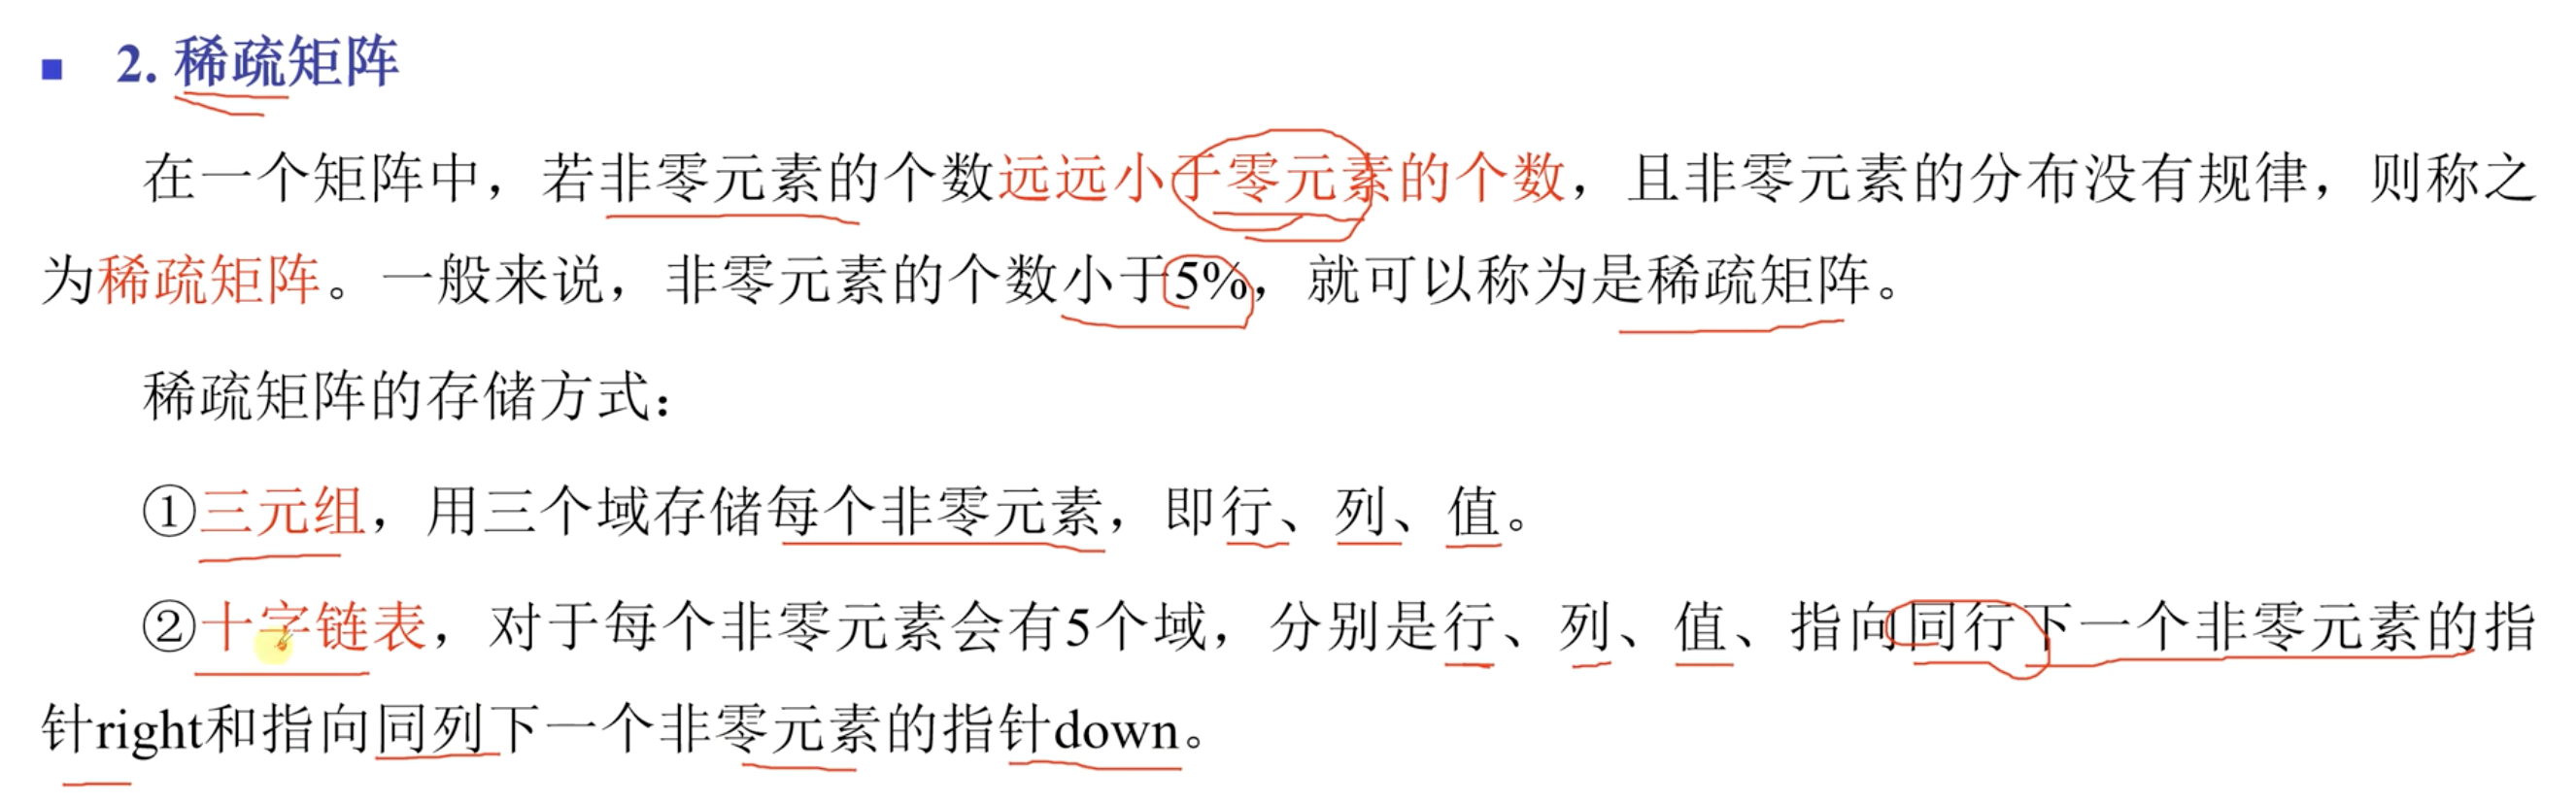 2. 稀疏矩阵
在一个矩阵中，若非零元素的个数远远小于零元素的个数，且非零元素的分布没有规律，则称之
为稀疏矩阵。一般来说，非零元素的个数小于5%，就可以称为是稀疏矩阵。
稀疏矩阵的存储方式：
①三元组，用三个域存储每个非零元素，即行、列、值。
②十字链表，对于每个非零元素会有5个域，分别是行、列、值、指向同行下一个非零元素的指
针right和指向同列下一个非零元素的指针down。